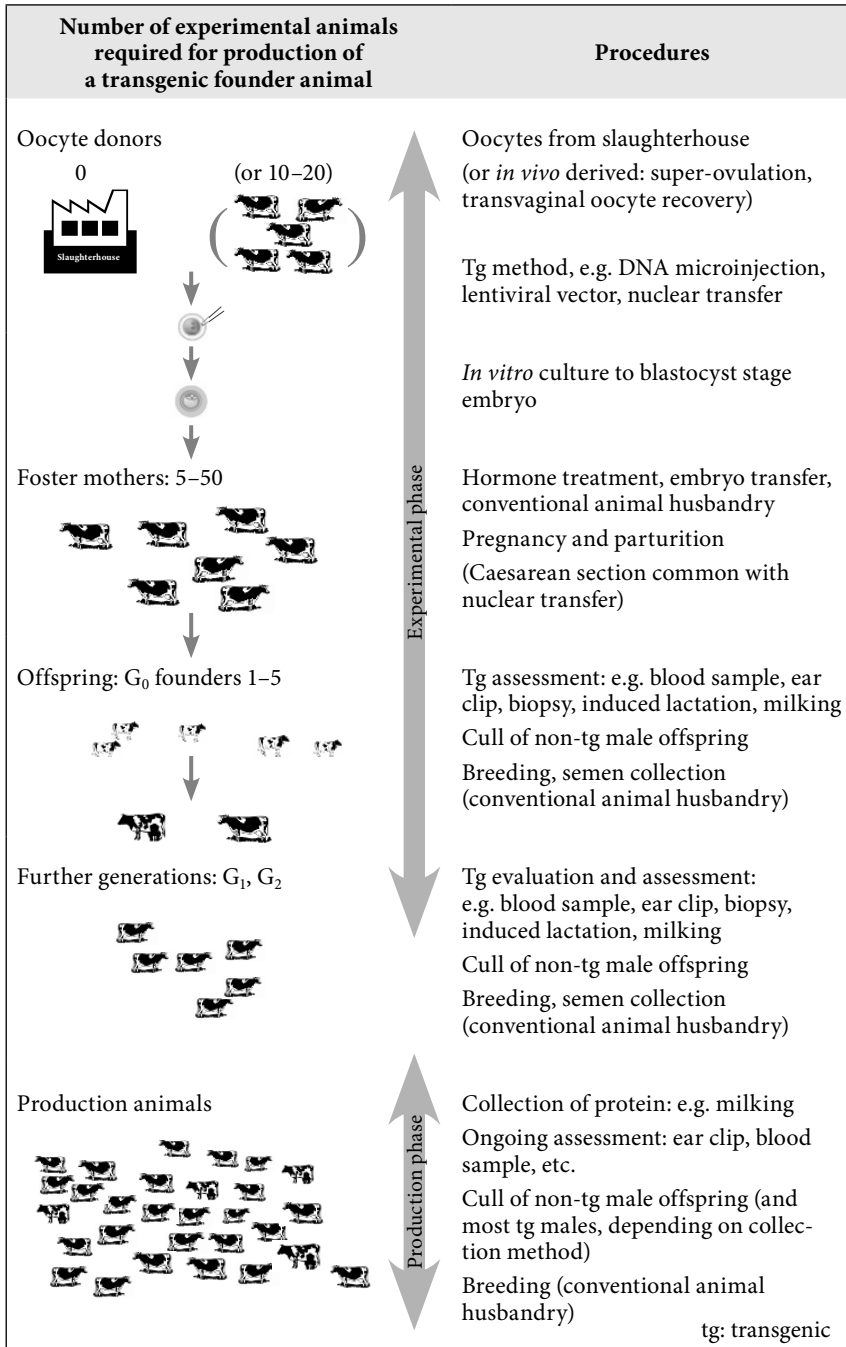 Number of experimental animals
required for production of
a transgenic founder animal
Procedures
Oocyte donors
0
(or 10–20)
Slaughterhouse
Oocytes from slaughterhouse
(or in vivo derived: super-ovulation,
transvaginal oocyte recovery)
Tg method, e.g. DNA microinjection,
lentiviral vector, nuclear transfer
In vitro culture to blastocyst stage
embryo
Experimental phase
Foster mothers: 5–50
Hormone treatment, embryo transfer,
conventional animal husbandry
Pregnancy and parturition
(Caesarean section common with
nuclear transfer)
Offspring: G₀ founders 1–5
Tg assessment: e.g. blood sample, ear
clip, biopsy, induced lactation, milking
Cull of non-tg male offspring
Breeding, semen collection
(conventional animal husbandry)
Further generations: G₁, G₂
Tg evaluation and assessment:
e.g. blood sample, ear clip, biopsy,
induced lactation, milking
Cull of non-tg male offspring
Breeding, semen collection
(conventional animal husbandry)
Production animals
Production phase
Collection of protein: e.g. milking
Ongoing assessment: ear clip, blood
sample, etc.
Cull of non-tg male offspring (and
most tg males, depending on collec-
tion method)
Breeding (conventional animal
husbandry)
tg: transgenic